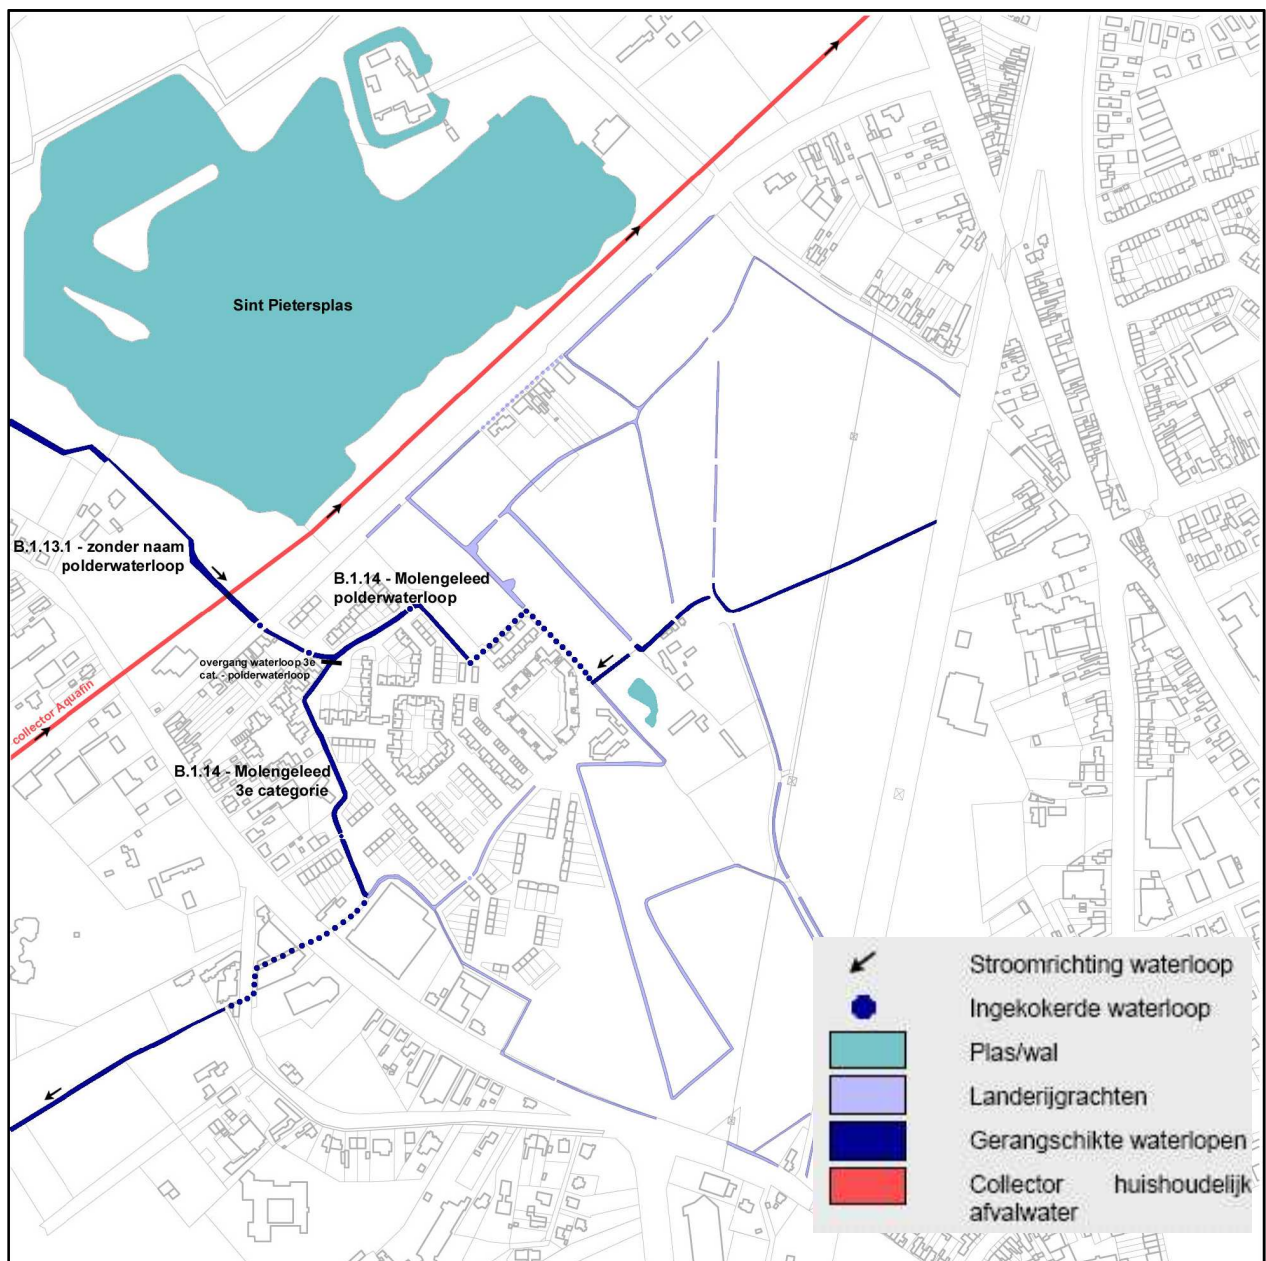 Sint Pietersplas
B.1.13.1 - zonder naam
polderwaterloop
B.1.14 - Molengeleed
polderwaterloop
overgang waterloop 3e
cat. - polderwaterloop
collector Aquafin
B.1.14 - Molengeleed
3e categorie
Stroomrichting waterloop
Ingekokerde waterloop
Plas/wal
Landerijgrachten
Gerangschikte waterlopen
Collector huishoudelijk
afvalwater